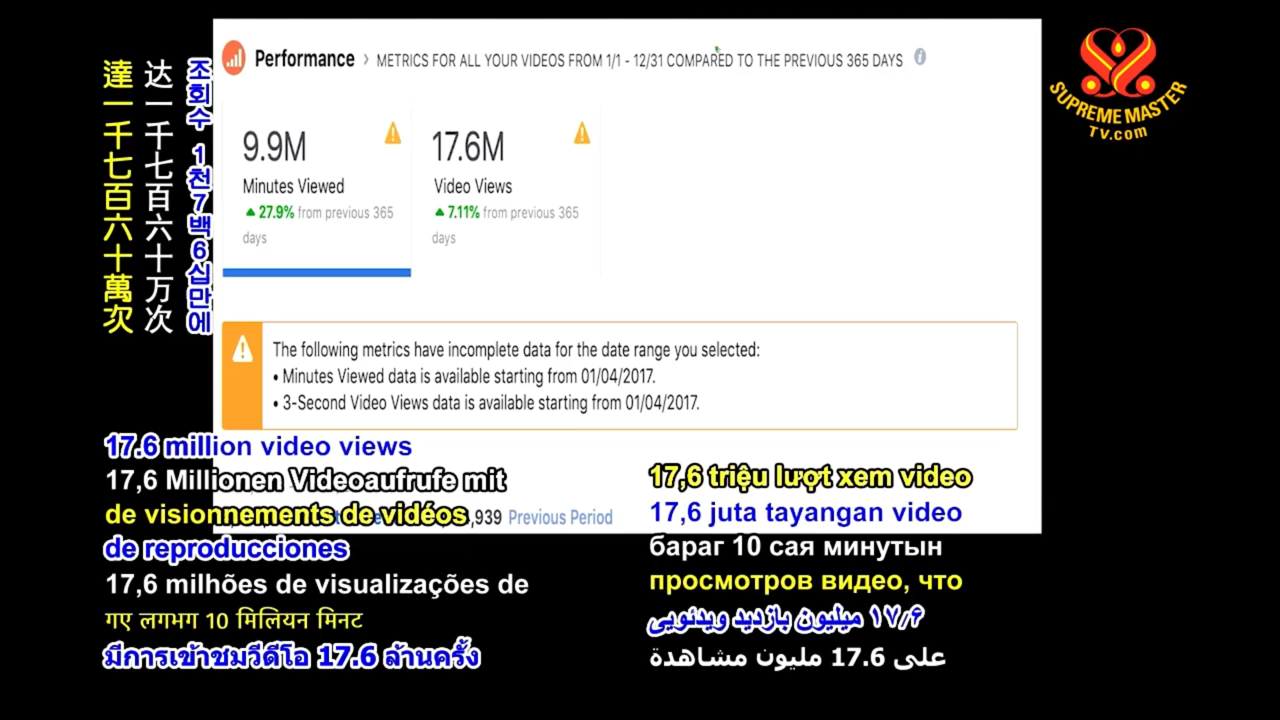 Performance > METRICS FOR ALL YOUR VIDEOS FROM 1/1 - 12/31 COMPARED TO THE PREVIOUS 365 DAYS
9.9M
Minutes Viewed
27.9% from previous 365
days
17.6M
Video Views
7.11% from previous 365
days
The following metrics have incomplete data for the date range you selected:
• Minutes Viewed data is available starting from 01/04/2017.
• 3-Second Video Views data is available starting from 01/04/2017.
,939 Previous Period
SUPREME MASTER
TV.com
達一千七百六十萬次
达一千七百六十万次
조회수 1천7백6십만에
17.6 million video views
17,6 Millionen Videoaufrufe mit
de visionnements de vidéos
de reproducciones
17,6 milhões de visualizações de
गए लगभग 10 मिलियन मिनट
มีการเข้าชมวีดีโอ 17.6 ล้านครั้ง
17,6 triệu lượt xem video
17,6 juta tayangan video
бараг 10 сая минутын
просмотров видео, что
۱۷٫۶ میلیون بازدید ویدئویی
على 17.6 مليون مشاهدة